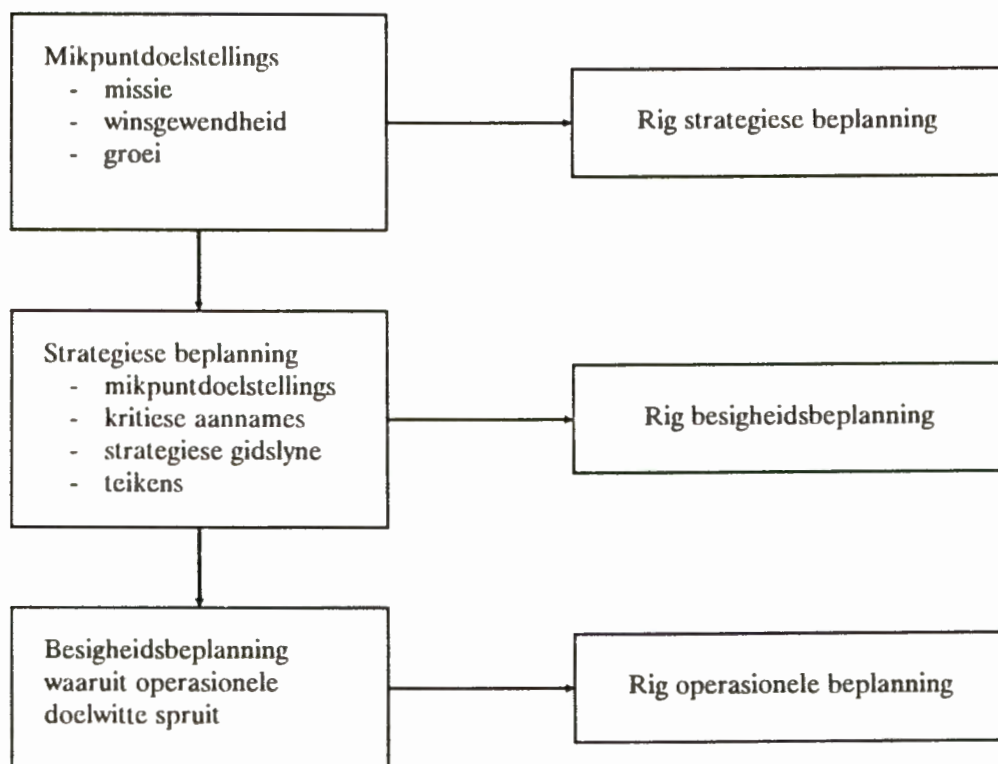 Mikpuntdoelstellings
- missie
- winsgewendheid
- groei
Rig strategiese beplanning
Strategiese beplanning
- mikpuntdoelstellings
- kritiese aannames
- strategiese gidslyne
- teikens
Rig besigheidsbeplanning
Besigheidsbeplanning
waaruit operasionele
doelwitte spruit
Rig operasionele beplanning